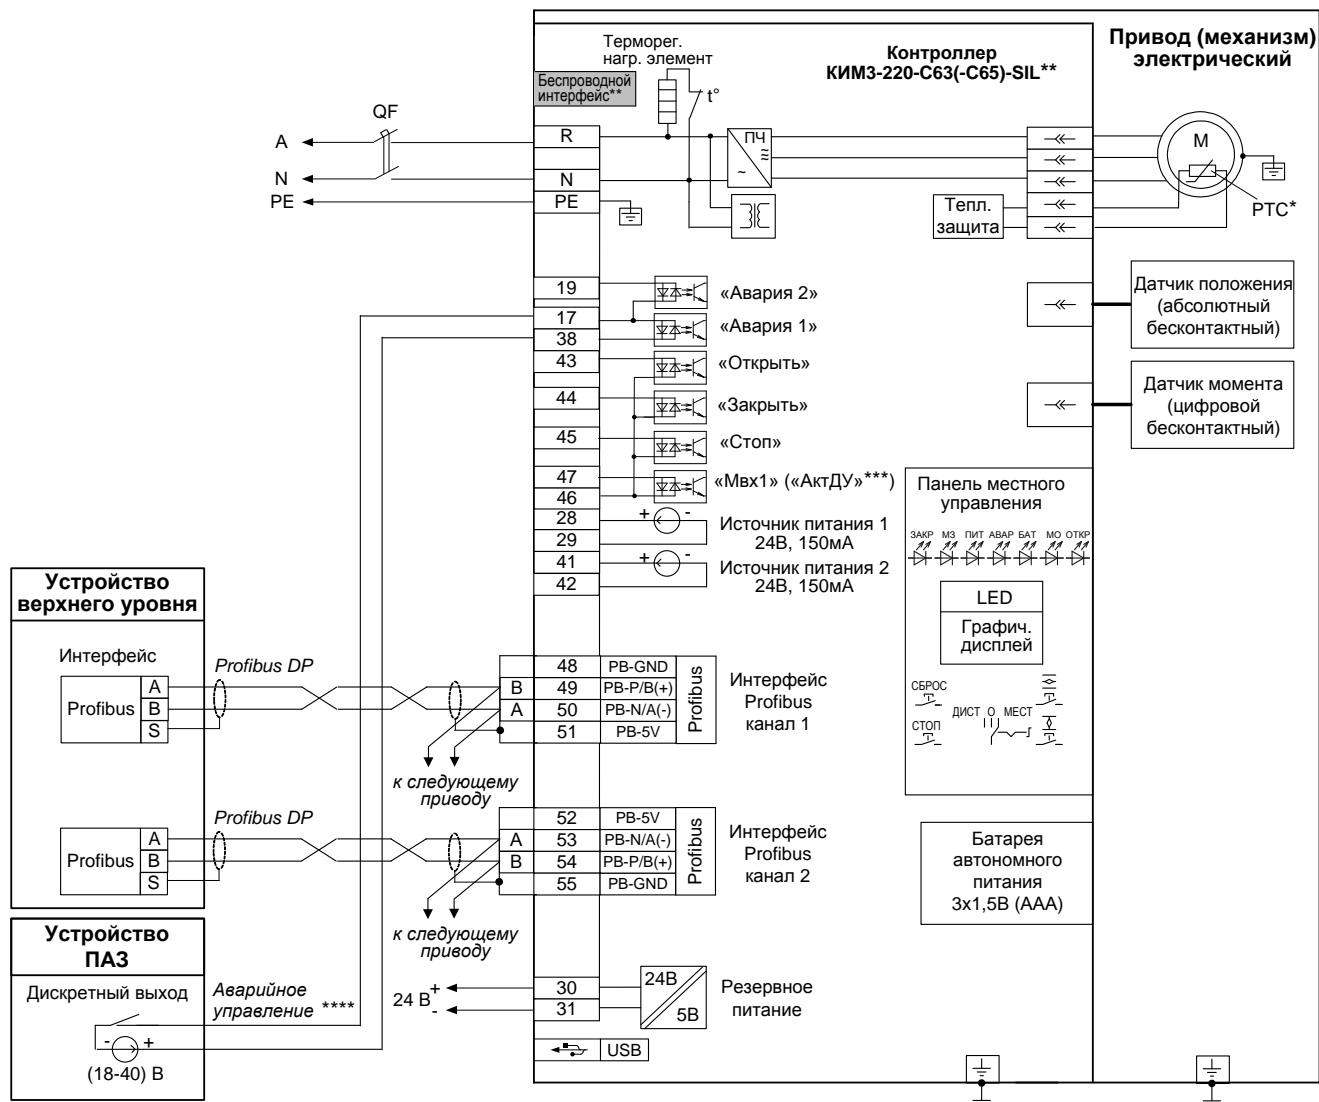 Терморег.
нагр. элемент
Контроллер
КИМ3-220-С63(-С65)-SIL**
Привод (механизм)
электрический
Беспроводной
интерфейс**
t°
QF
A
R
ПЧ
≈
~
M
N
N
PE
PE
Тепл.
защита
PTC*
19
«Авария 2»
17
«Авария 1»
38
43
«Открыть»
44
«Закрыть»
45
«Стоп»
47
«Мвх1» («АктДУ»***)
46
28
+ -
Источник питания 1
24В, 150мА
29
41
+ -
Источник питания 2
24В, 150мА
42
Датчик положения
(абсолютный
бесконтактный)
Датчик момента
(цифровой
бесконтактный)
Панель местного
управления
ЗАКР МЗ ПИТ АВАР БАТ МО ОТКР
LED
Графич.
дисплей
СБРОС
СТОП
ДИСТ О МЕСТ
Устройство
верхнего уровня
Интерфейс
Profibus
A
B
S
Profibus DP
B
A
48 PB-GND
49 PB-P/B(+)
50 PB-N/A(-)
51 PB-5V
Profibus
Интерфейс
Profibus
канал 1
к следующему
приводу
Profibus
A
B
S
Profibus DP
A
B
52 PB-5V
53 PB-N/A(-)
54 PB-P/B(+)
55 PB-GND
Profibus
Интерфейс
Profibus
канал 2
к следующему
приводу
Батарея
автономного
питания
3х1,5В (ААА)
Устройство
ПАЗ
Дискретный выход
- +
(18-40) В
Аварийное
управление ****
24 В
+
-
30
31
24В
5В
Резервное
питание
USB